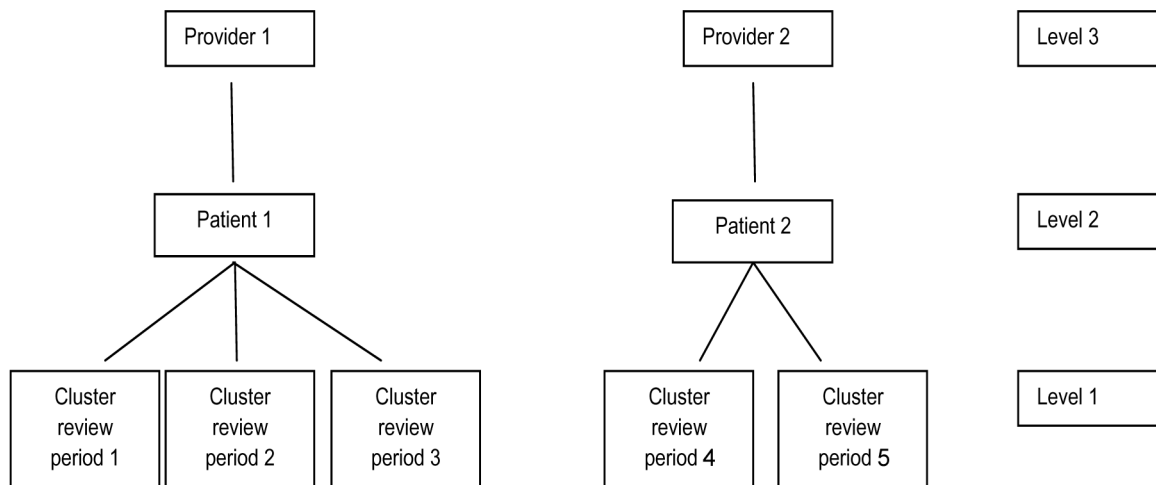 Provider 1
Provider 2
Level 3
Patient 1
Patient 2
Level 2
Cluster
review
period 1
Cluster
review
period 2
Cluster
review
period 3
Cluster
review
period 4
Cluster
review
period 5
Level 1